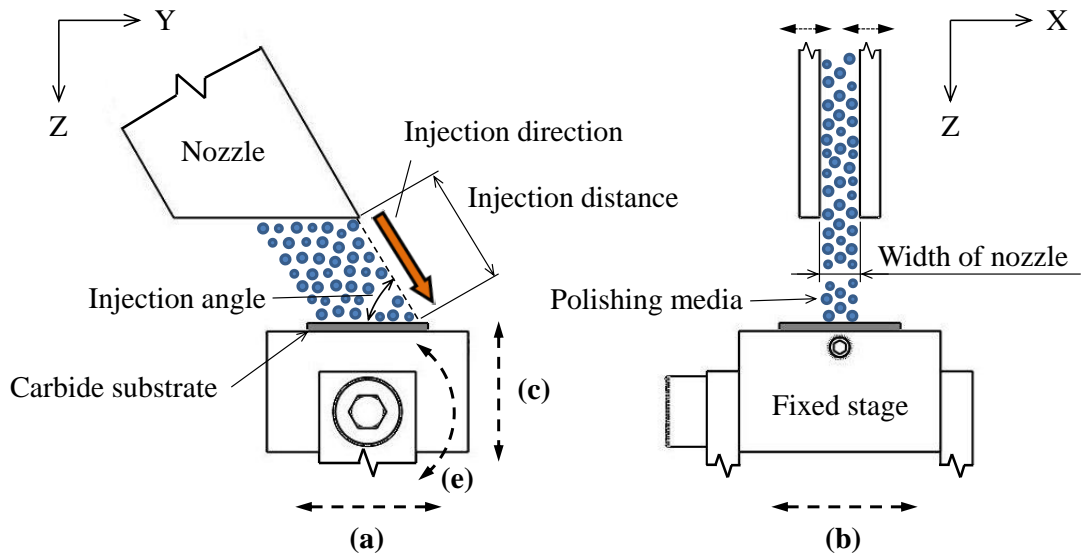 Y
X
Z
Z
Injection direction
Nozzle
Injection distance
Width of nozzle
Injection angle
Polishing media
Carbide substrate
(c)
Fixed stage
(e)
(a)
(b)